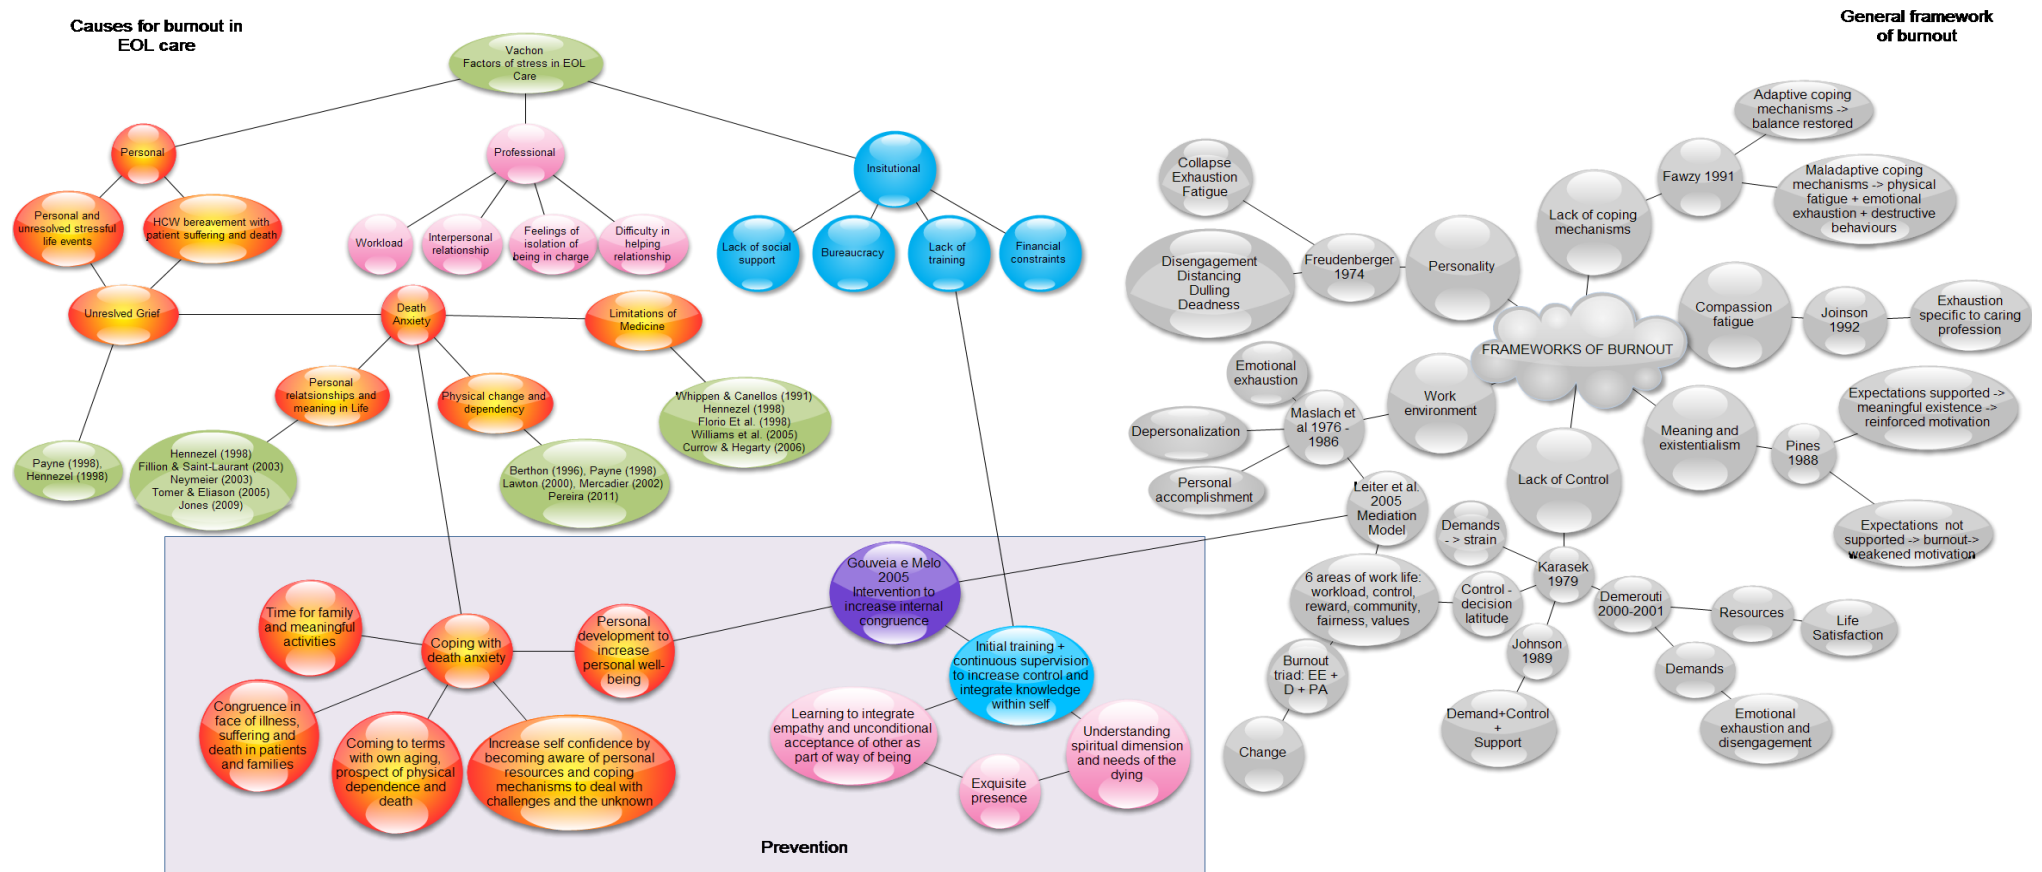 Causes for burnout in
EOL care
General framework
of burnout
Vachon
Factors of stress in EOL
Care
Personal
Professional
Insitutional
Personal and
unresolved stressful
life events
HCW bereavement with
patient suffering and death
Workload
Interpersonal
relationship
Feelings of
isolation of
being in charge
Difficulty in
helping
relationship
Lack of social
support
Bureaucracy
Lack of
training
Financial
constraints
Unreslved Grief
Death
Anxiety
Limitations of
Medicine
Personal
relatsionships and
meaning in Life
Physical change and
dependency
Whippen & Canellos (1991)
Hennezel (1998)
Florio Et al. (1998)
Williams et al. (2005)
Currow & Hegarty (2006)
Payne (1998),
Hennezel (1998)
Hennezel (1998)
Fillion & Saint-Laurant (2003)
Neymeier (2003)
Tomer & Eliason (2005)
Jones (2009)
Berthon (1996), Payne (1998)
Lawton (2000), Mercadier (2002)
Pereira (2011)
Gouveia e Melo
2005
Intervention to
increase internal
congruence
Time for family
and meaningful
activities
Coping with
death anxiety
Personal
development to
increase
personal well-
being
Initial training +
continuous supervision
to increase control and
integrate knowledge
within self
Congruence in
face of illness,
suffering and
death in patients
and families
Coming to terms
with own aging,
prospect of physical
dependence and
death
Increase self confidence by
becoming aware of personal
resources and coping
mechanisms to deal with
challenges and the unknown
Learning to integrate
empathy and unconditional
acceptance of other as
part of way of being
Understanding
spiritual dimension
and needs of the
dying
Exquisite
presence
Prevention
Adaptive coping
mechanisms ->
balance restored
Fawzy 1991
Maladaptive coping
mechanisms -> physical
fatigue + emotional
exhaustion + destructive
behaviours
Lack of coping
mechanisms
Collapse
Exhaustion
Fatigue
Disengagement
Distancing
Dulling
Deadness
Freudenberger
1974
Personality
Compassion
fatigue
Joinson
1992
Exhaustion
specific to caring
profession
FRAMEWORKS OF BURNOUT
Emotional
exhaustion
Depersonalization
Personal
accomplishment
Maslach et
al 1976 -
1986
Work
environment
Leiter et al.
2005
Mediation
Model
6 areas of work life:
workload, control,
reward, community,
fairness, values
Burnout
triad: EE +
D + PA
Change
Meaning and
existentialism
Pines
1988
Expectations supported ->
meaningful existence ->
reinforced motivation
Expectations not
supported -> burnout->
weakened motivation
Lack of Control
Demands
- > strain
Karasek
1979
Control -
decision
latitude
Johnson
1989
Demand+Control
+
Support
Demerouti
2000-2001
Resources
Life
Satisfaction
Demands
Emotional
exhaustion and
disengagement